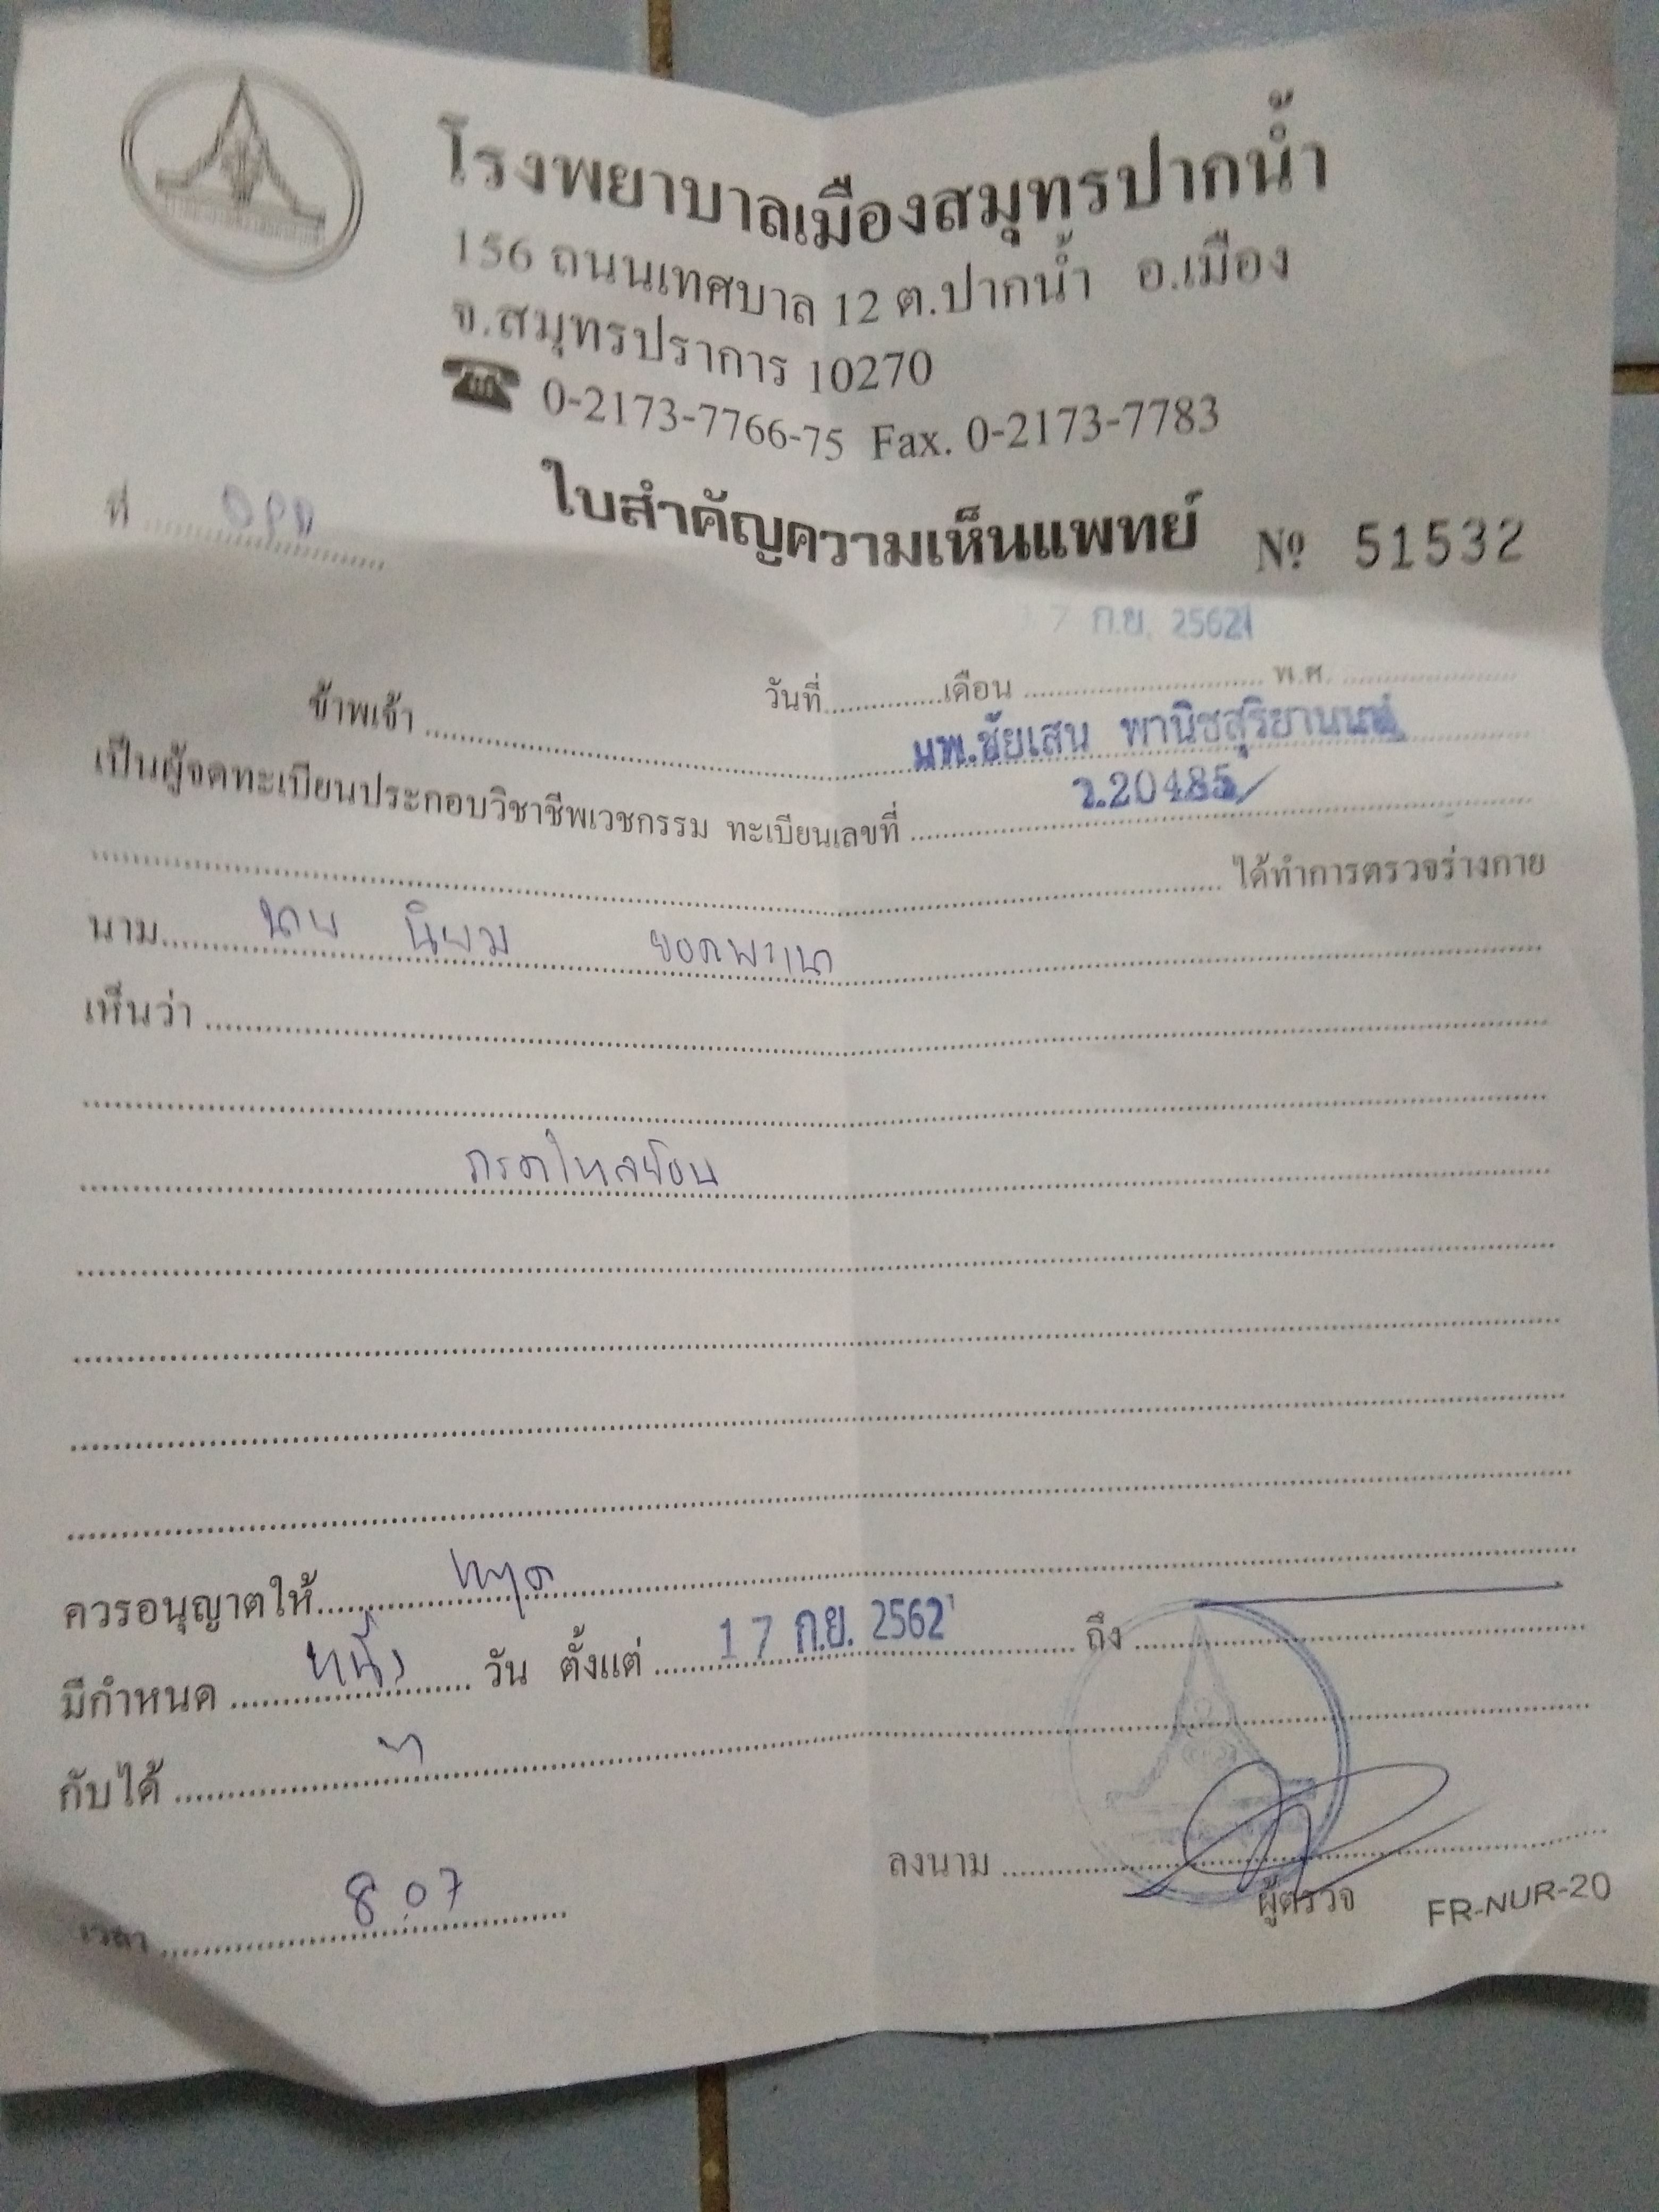 โรงพยาบาลเมืองสมุทรปากน้ำ
156 ถนนเทศบาล 12 ต.ปากน้ำ อ.เมือง
จ.สมุทรปราการ 10270
☎ 0-2173-7766-75 Fax. 0-2173-7783
ใบสำคัญความเห็นแพทย์ № 51532
ที่ OPD
17 ก.ย. 2562
วันที่ เดือน พ.ศ.
ข้าพเจ้า นพ.ชัยเสน พานิชสุริยานนท์
เป็นผู้จดทะเบียนประกอบวิชาชีพเวชกรรม ทะเบียนเลขที่ ว.20485
ได้ทำการตรวจร่างกาย
นาม นาย นิยม
เห็นว่า
กรดไหลย้อน
ควรอนุญาตให้ หยุด
มีกำหนด หนึ่ง วัน ตั้งแต่ 17 ก.ย. 2562 ถึง
กับได้
ลงนาม
ผู้ตรวจ FR-NUR-20
เวลา 8.07